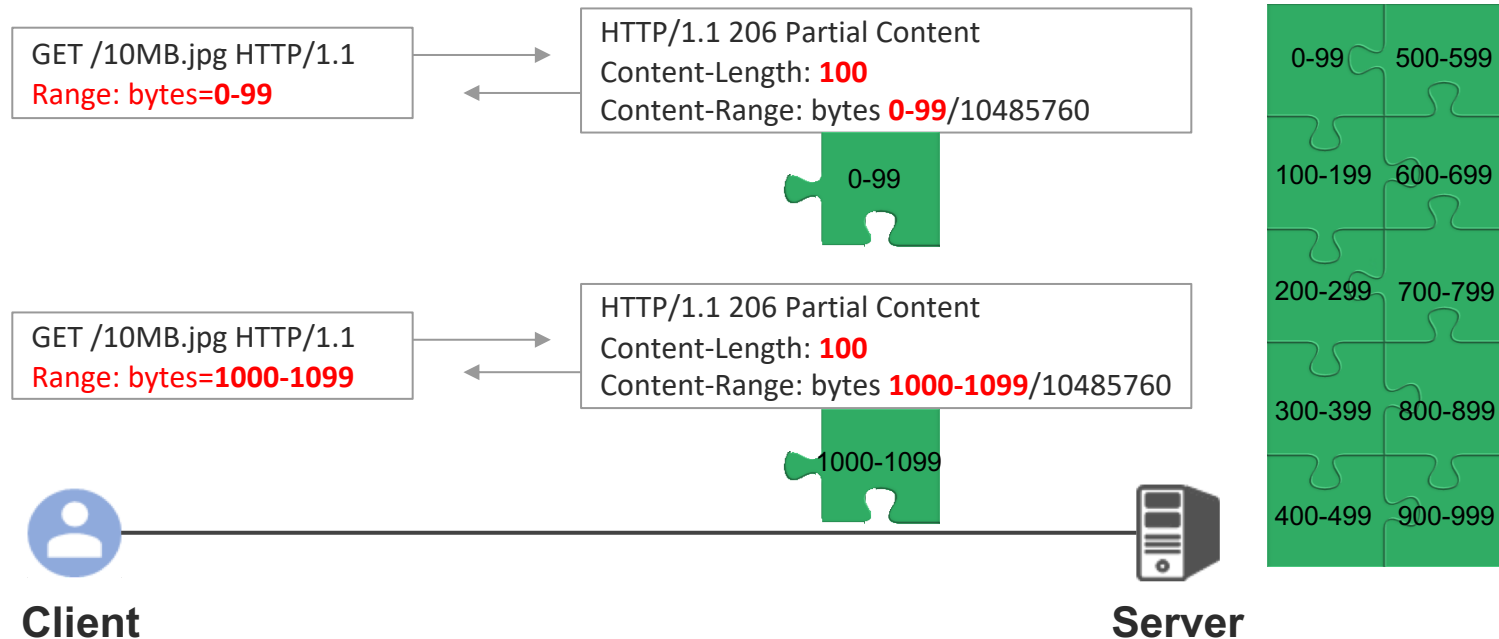 GET /10MB.jpg HTTP/1.1
Range: bytes=0-99
HTTP/1.1 206 Partial Content
Content-Length: 100
Content-Range: bytes 0-99/10485760
0-99
GET /10MB.jpg HTTP/1.1
Range: bytes=1000-1099
HTTP/1.1 206 Partial Content
Content-Length: 100
Content-Range: bytes 1000-1099/10485760
1000-1099
Client
Server
0-99 500-599
100-199 600-699
200-299 700-799
300-399 800-899
400-499 900-999